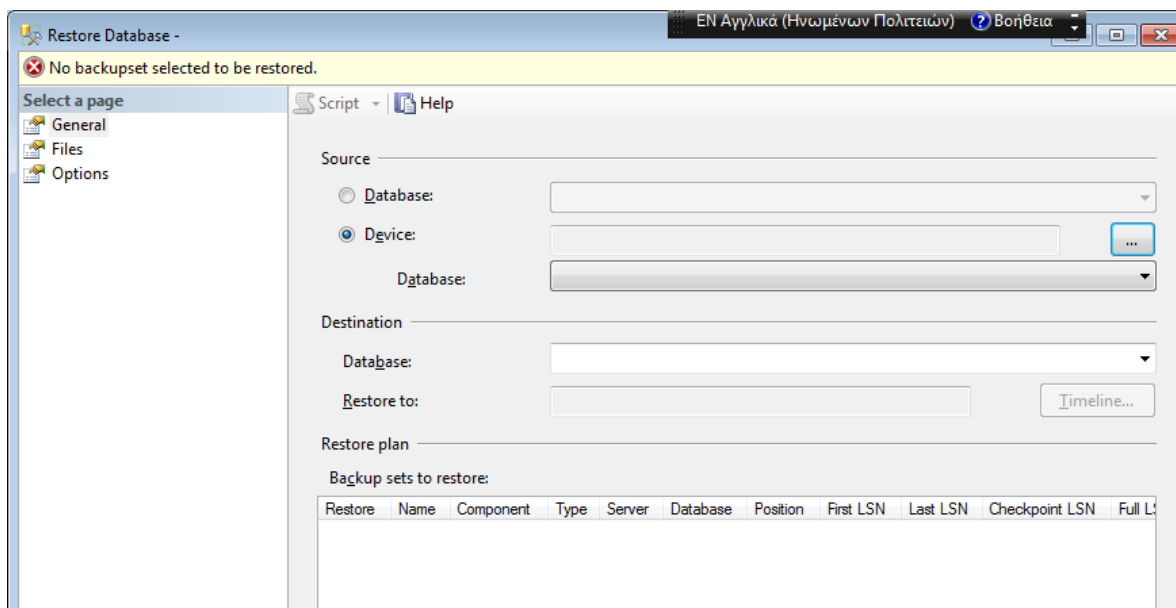 EN Αγγλικά (Ηνωμένων Πολιτειών) ? Βοήθεια
Restore Database -
No backupset selected to be restored.
Select a page
General
Files
Options
Script Help
Source
Database:
Device:
...
Database:
Destination
Database:
Restore to:
Timeline...
Restore plan
Backup sets to restore:
Restore Name Component Type Server Database Position First LSN Last LSN Checkpoint LSN